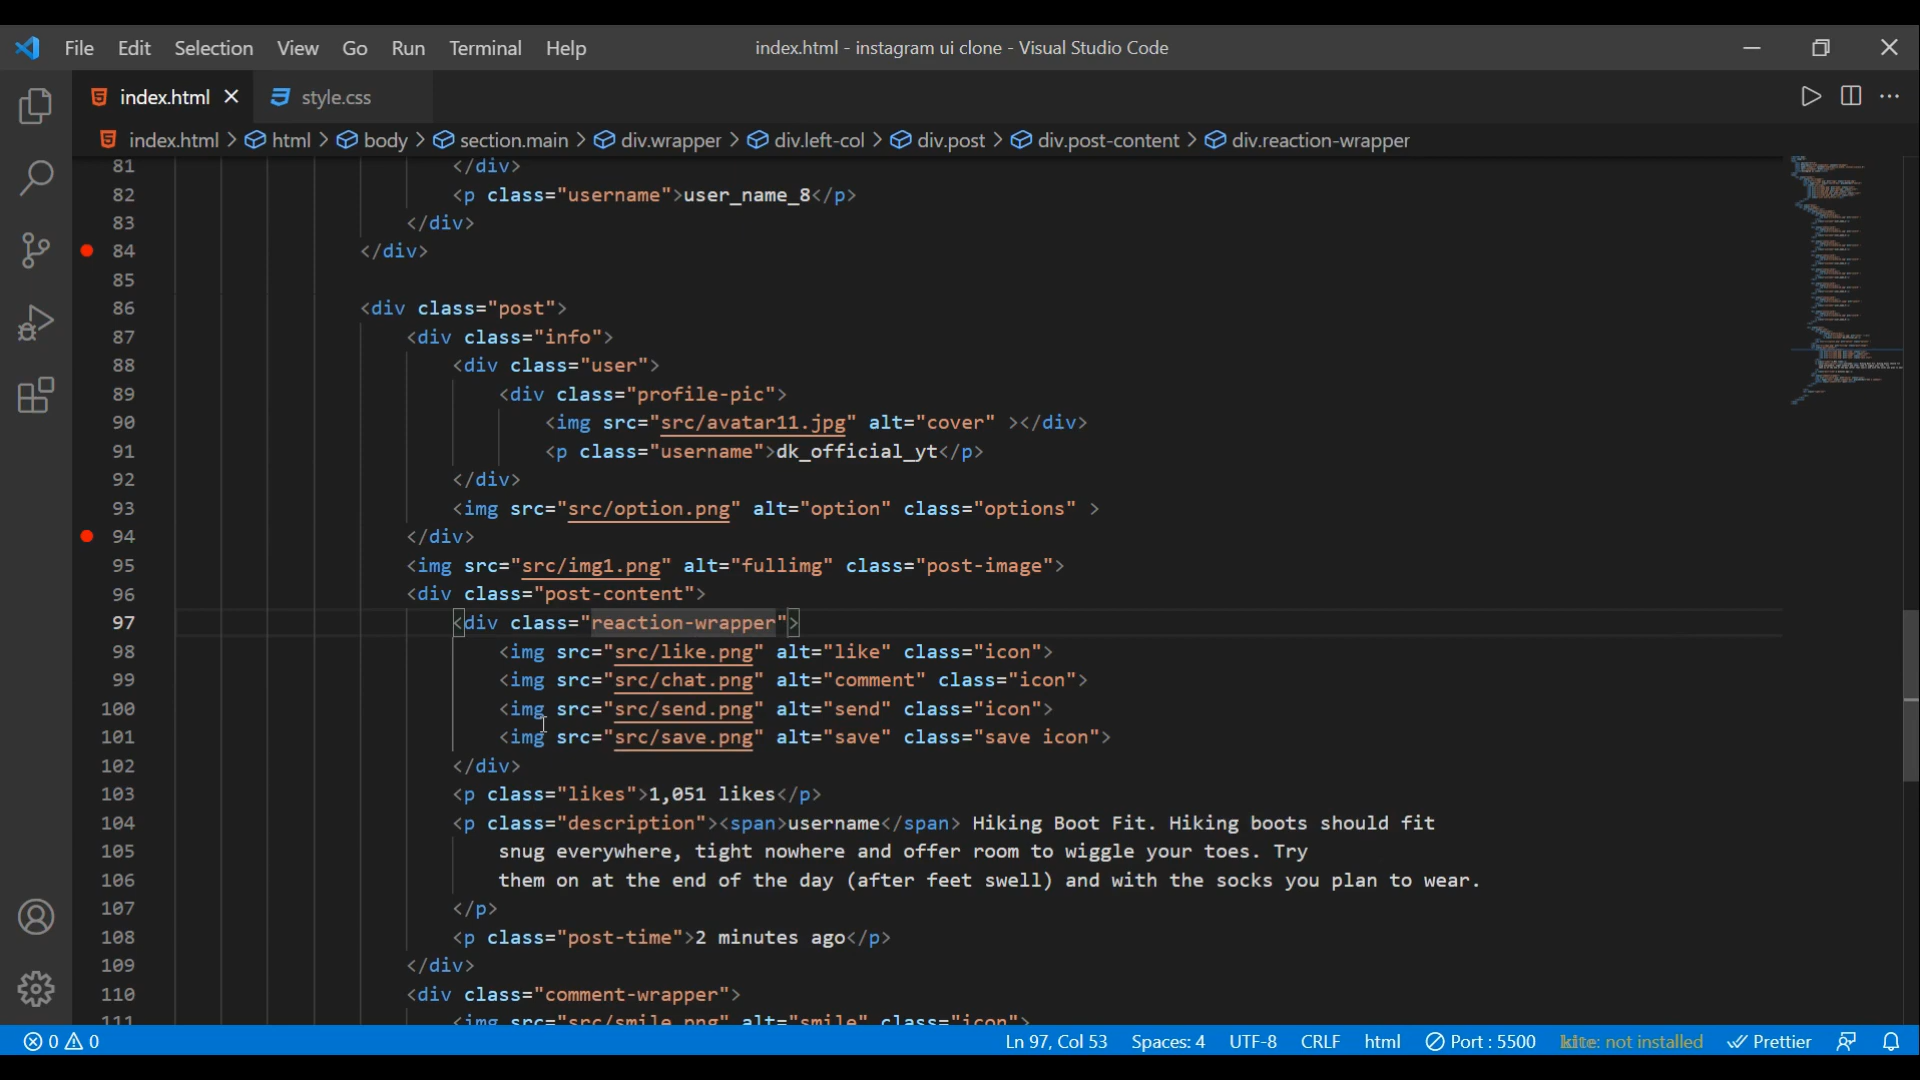 File Edit Selection View Go Run Terminal Help index.html - instagram ui clone - Visual Studio Code
index.html style.css
index.html > html > body > section.main > div.wrapper > div.left-col > div.post > div.post-content > div.reaction-wrapper
81 </div>
82 <p class="username">user_name_8</p>
83 </div>
84 </div>
85
86 <div class="post">
87 <div class="info">
88 <div class="user">
89 <div class="profile-pic">
90 <img src="src/avatar11.jpg" alt="cover" ></div>
91 <p class="username">dk_official_yt</p>
92 </div>
93 <img src="src/option.png" alt="option" class="options" >
94 </div>
95 <img src="src/img1.png" alt="fullimg" class="post-image">
96 <div class="post-content">
97 <div class="reaction-wrapper">
98 <img src="src/like.png" alt="like" class="icon">
99 <img src="src/chat.png" alt="comment" class="icon">
100 <img src="src/send.png" alt="send" class="icon">
101 <img src="src/save.png" alt="save" class="save icon">
102 </div>
103 <p class="likes">1,051 likes</p>
104 <p class="description"><span>username</span> Hiking Boot Fit. Hiking boots should fit
105 snug everywhere, tight nowhere and offer room to wiggle your toes. Try
106 them on at the end of the day (after feet swell) and with the socks you plan to wear.
107 </p>
108 <p class="post-time">2 minutes ago</p>
109 </div>
110 <div class="comment-wrapper">
111 <img src="src/smile.png" alt="smile" class="icon">
0 0 Ln 97, Col 53 Spaces: 4 UTF-8 CRLF html Port : 5500 kite: not installed Prettier